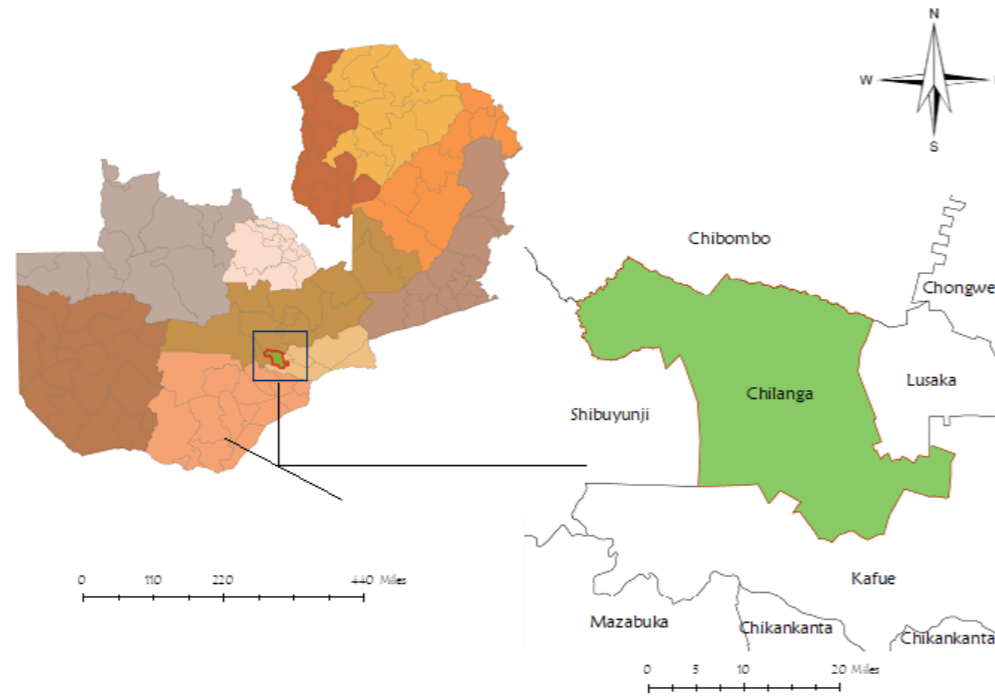 N
W
S
Chibombo
Chongwe
Lusaka
Chilanga
Shibuyunji
Kafue
Mazabuka
Chikankanta
Chikankanta
0 110 220 440 Miles
0 5 10 20 Miles